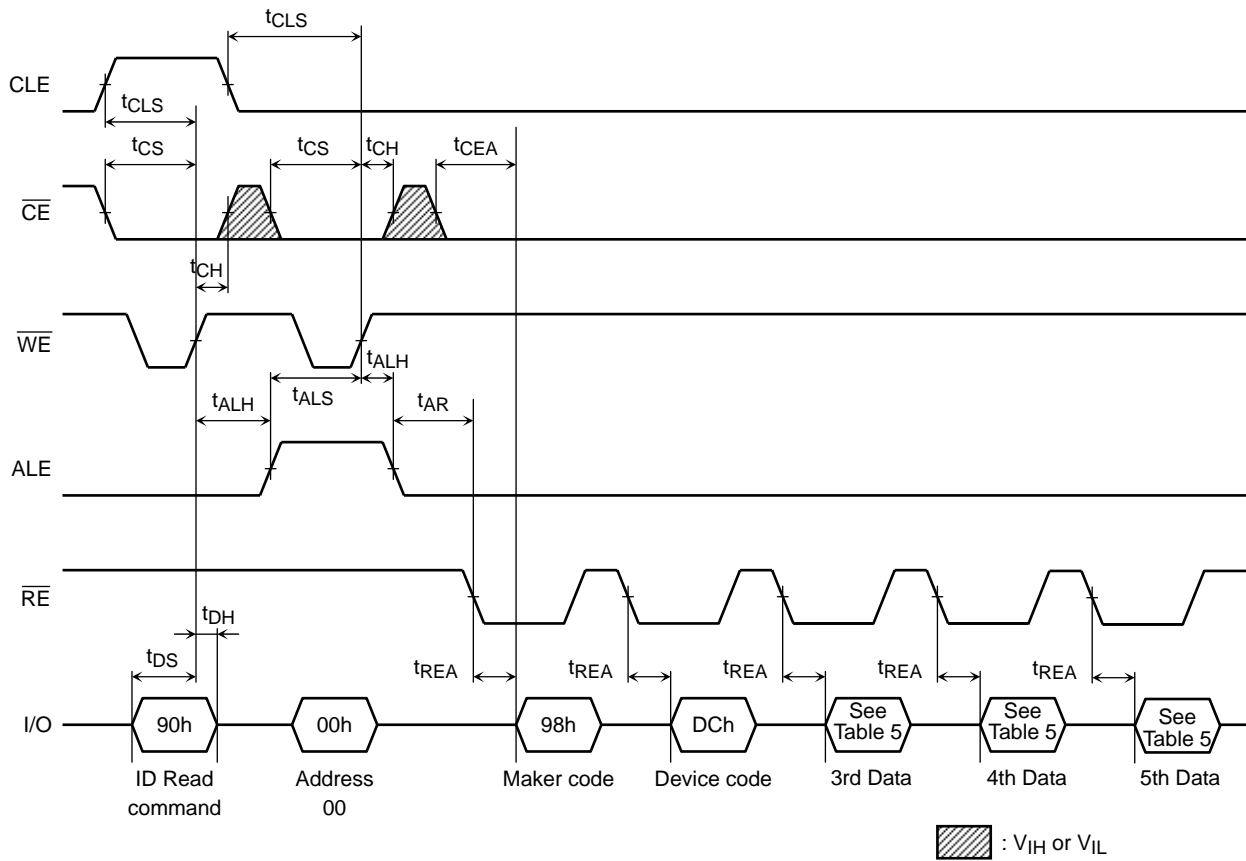 tCLS
CLE
tCLS
tCS
tCS
tCH
tCEA
CE
tCH
WE
tALH
tALH
tALS
tAR
ALE
RE
tDH
tDS
tREA
tREA
tREA
tREA
tREA
I/O
90h
00h
98h
DCh
See
Table 5
See
Table 5
See
Table 5
ID Read
command
Address
00
Maker code
Device code
3rd Data
4th Data
5th Data
: VIH or VIL